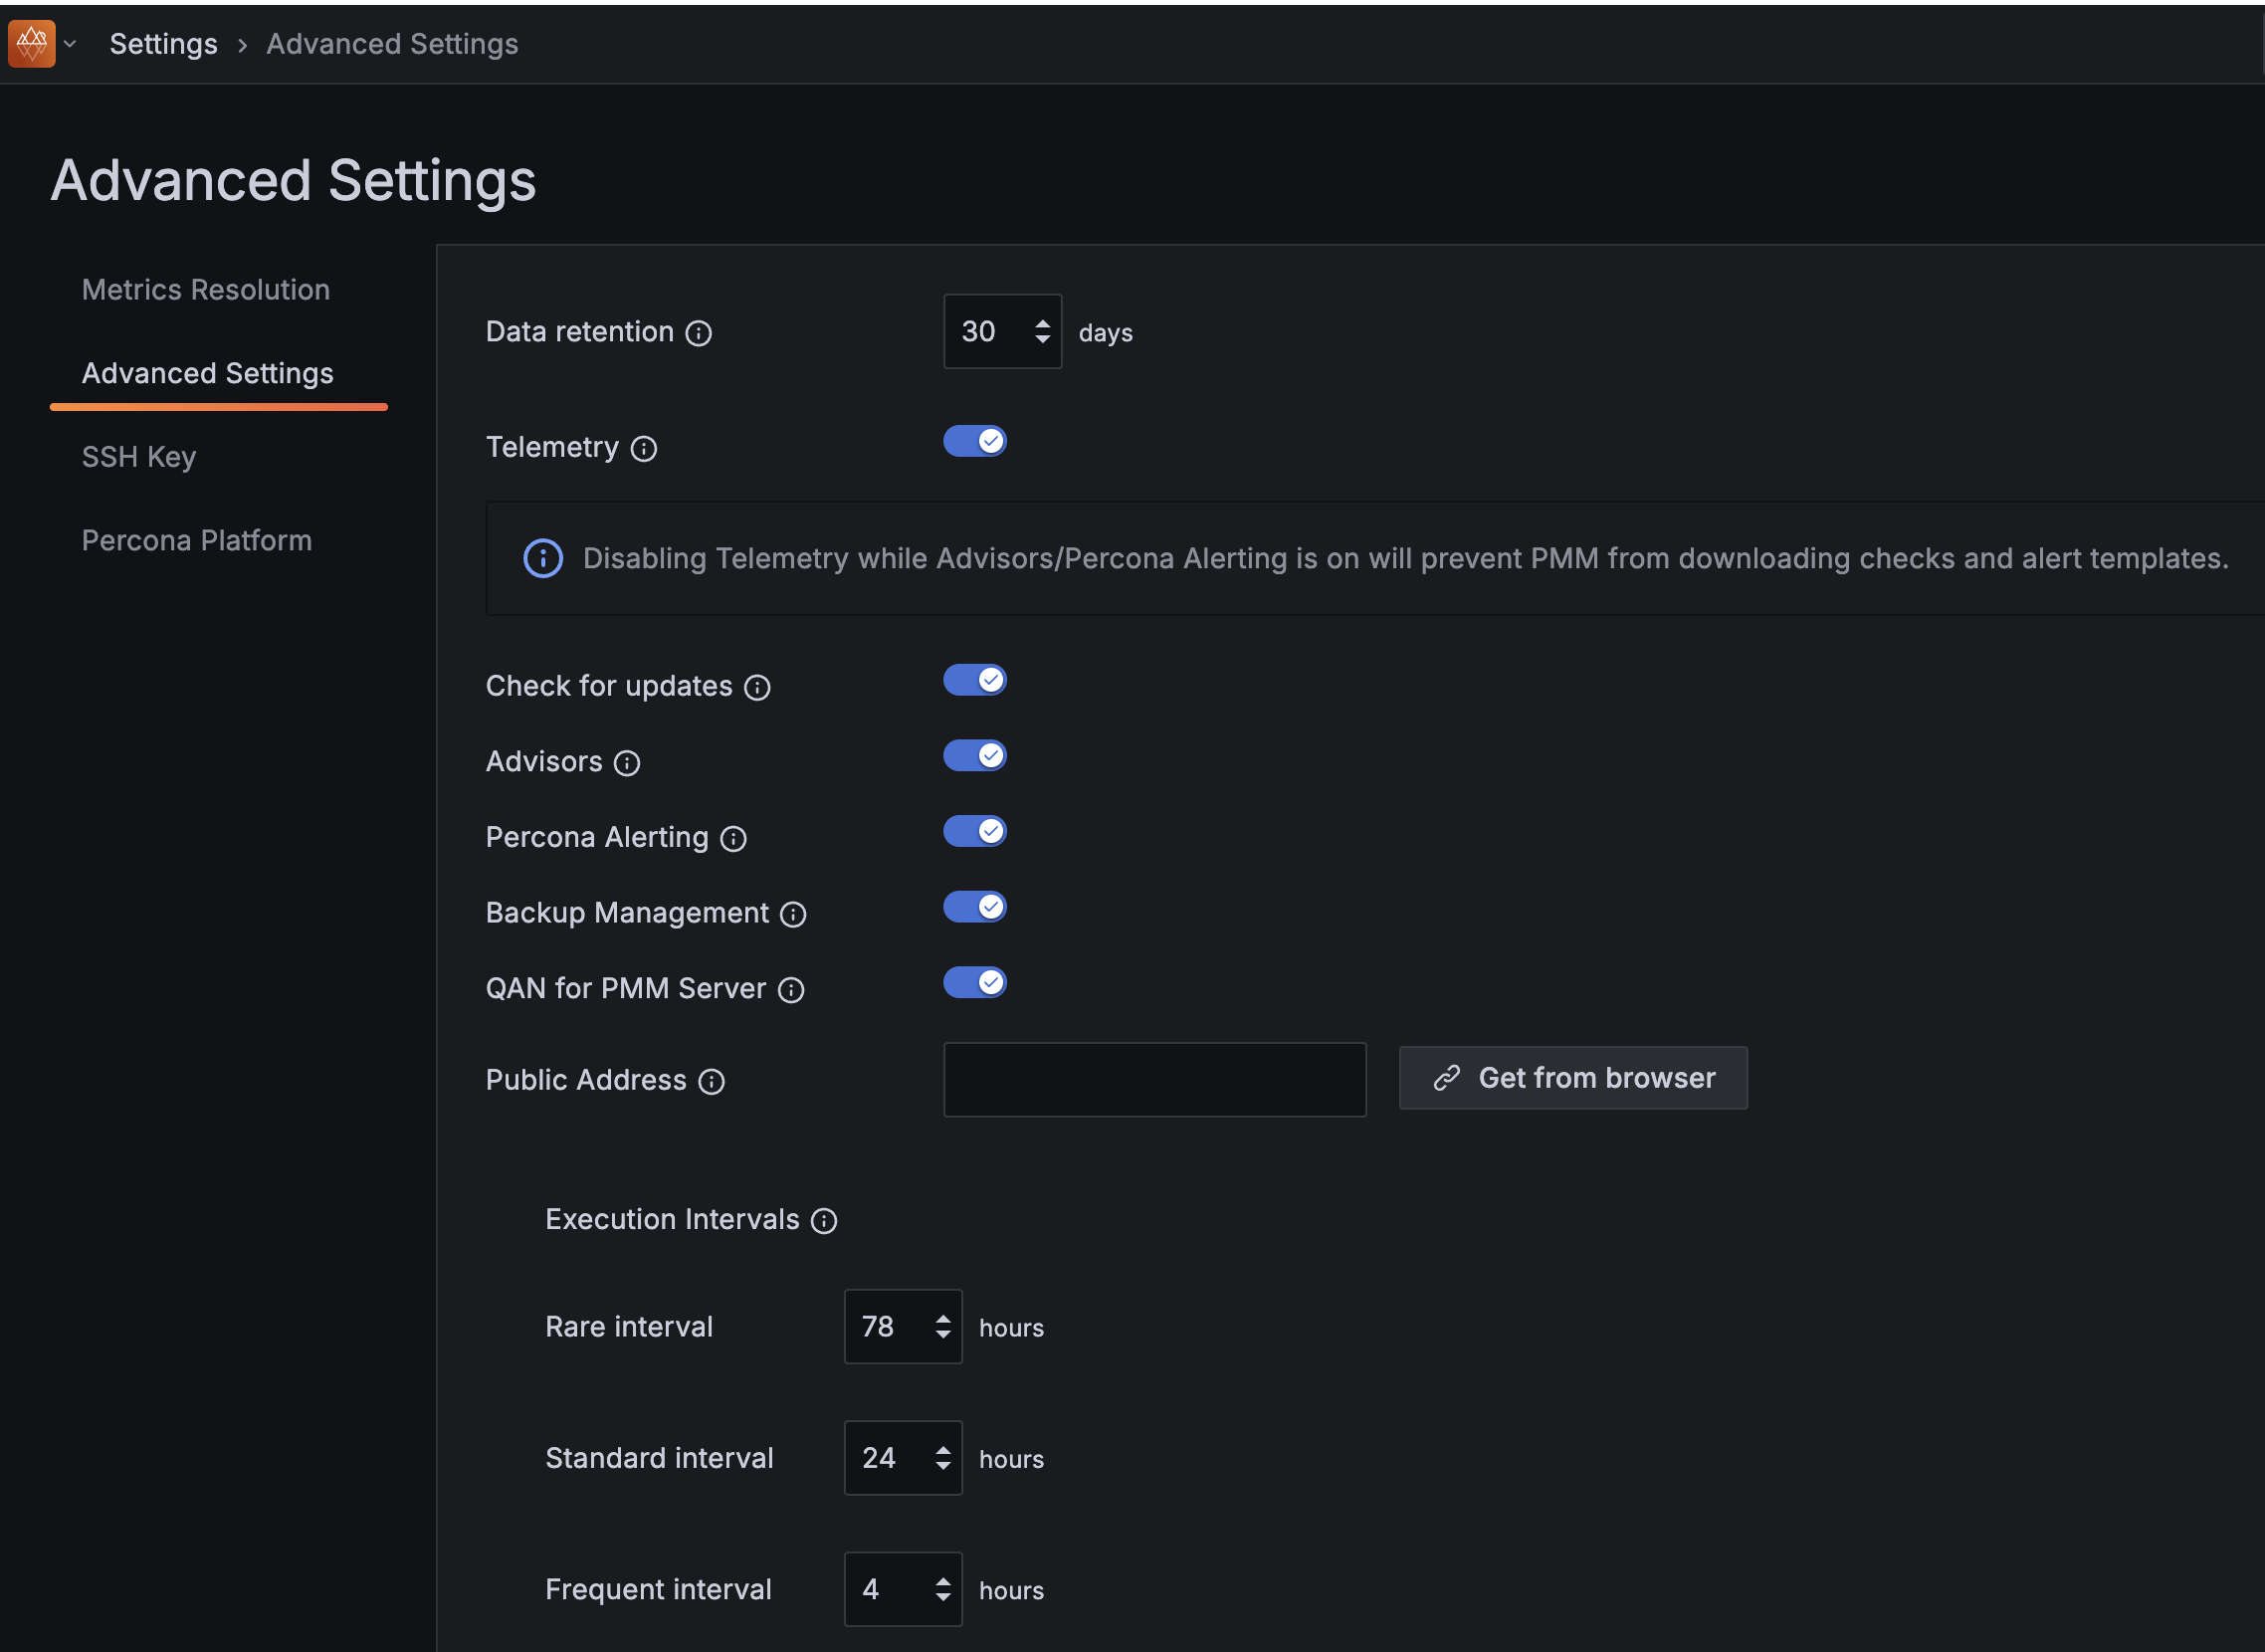 Settings > Advanced Settings
Advanced Settings
Metrics Resolution
Advanced Settings
SSH Key
Percona Platform
Data retention 30 days
Telemetry
Disabling Telemetry while Advisors/Percona Alerting is on will prevent PMM from downloading checks and alert templates.
Check for updates
Advisors
Percona Alerting
Backup Management
QAN for PMM Server
Public Address Get from browser
Execution Intervals
Rare interval 78 hours
Standard interval 24 hours
Frequent interval 4 hours